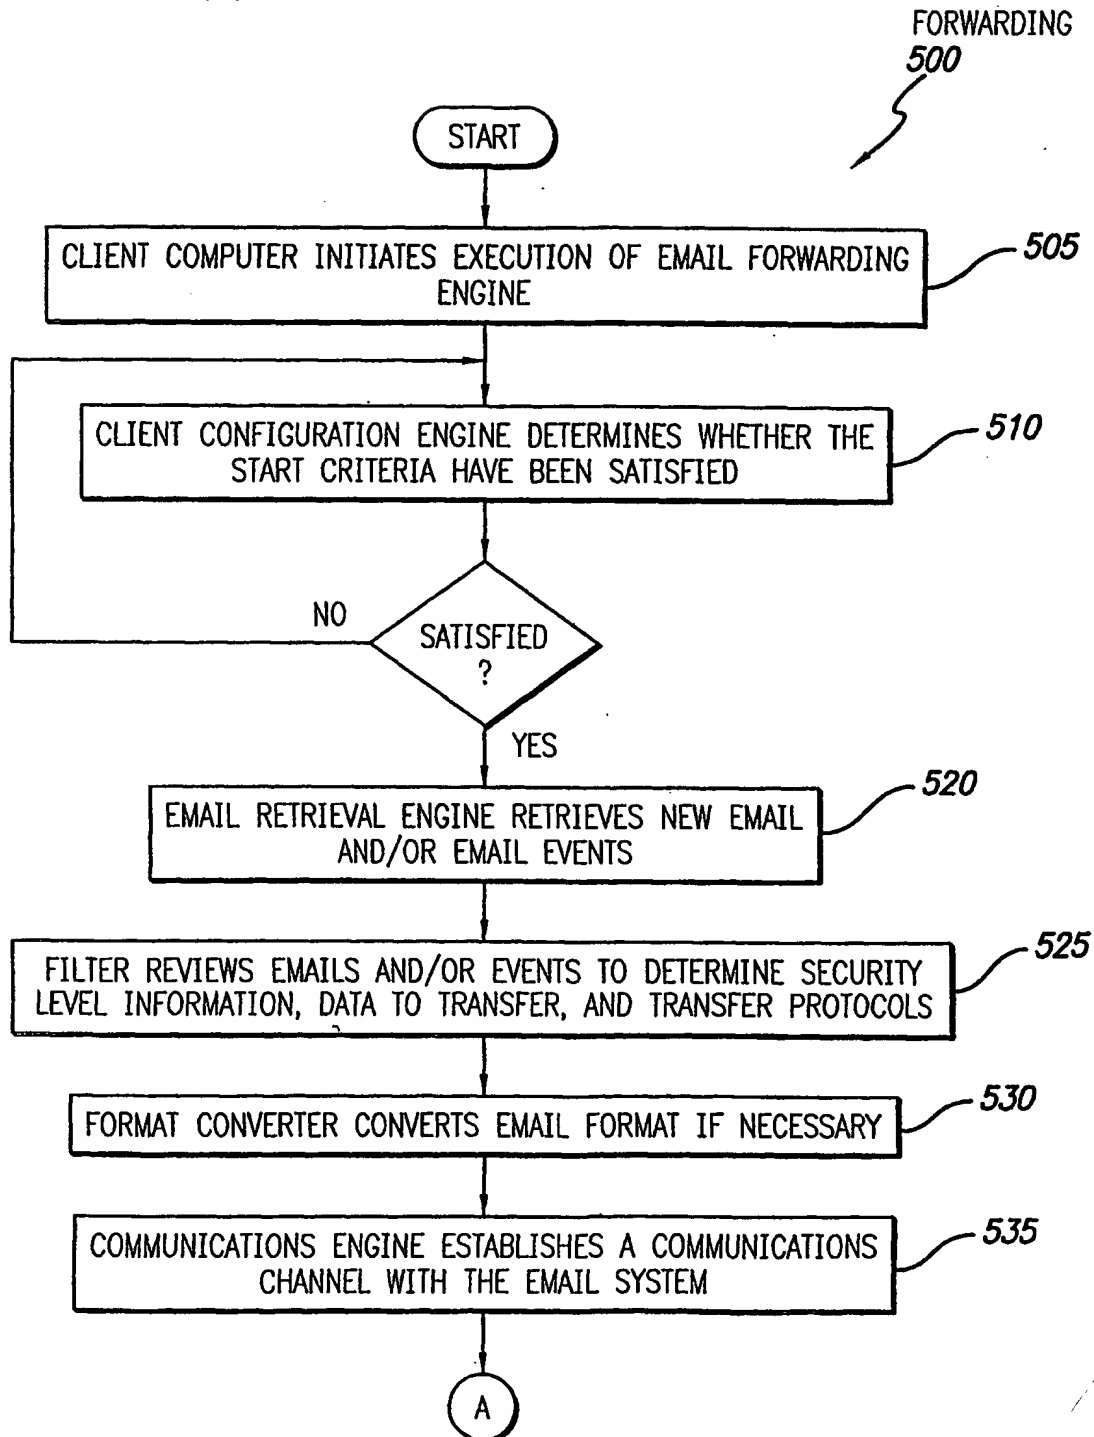 FORWARDING
500
START
CLIENT COMPUTER INITIATES EXECUTION OF EMAIL FORWARDING
ENGINE
505
CLIENT CONFIGURATION ENGINE DETERMINES WHETHER THE
START CRITERIA HAVE BEEN SATISFIED
510
NO
SATISFIED
?
YES
EMAIL RETRIEVAL ENGINE RETRIEVES NEW EMAIL
AND/OR EMAIL EVENTS
520
FILTER REVIEWS EMAILS AND/OR EVENTS TO DETERMINE SECURITY
LEVEL INFORMATION, DATA TO TRANSFER, AND TRANSFER PROTOCOLS
525
FORMAT CONVERTER CONVERTS EMAIL FORMAT IF NECESSARY
530
COMMUNICATIONS ENGINE ESTABLISHES A COMMUNICATIONS
CHANNEL WITH THE EMAIL SYSTEM
535
A